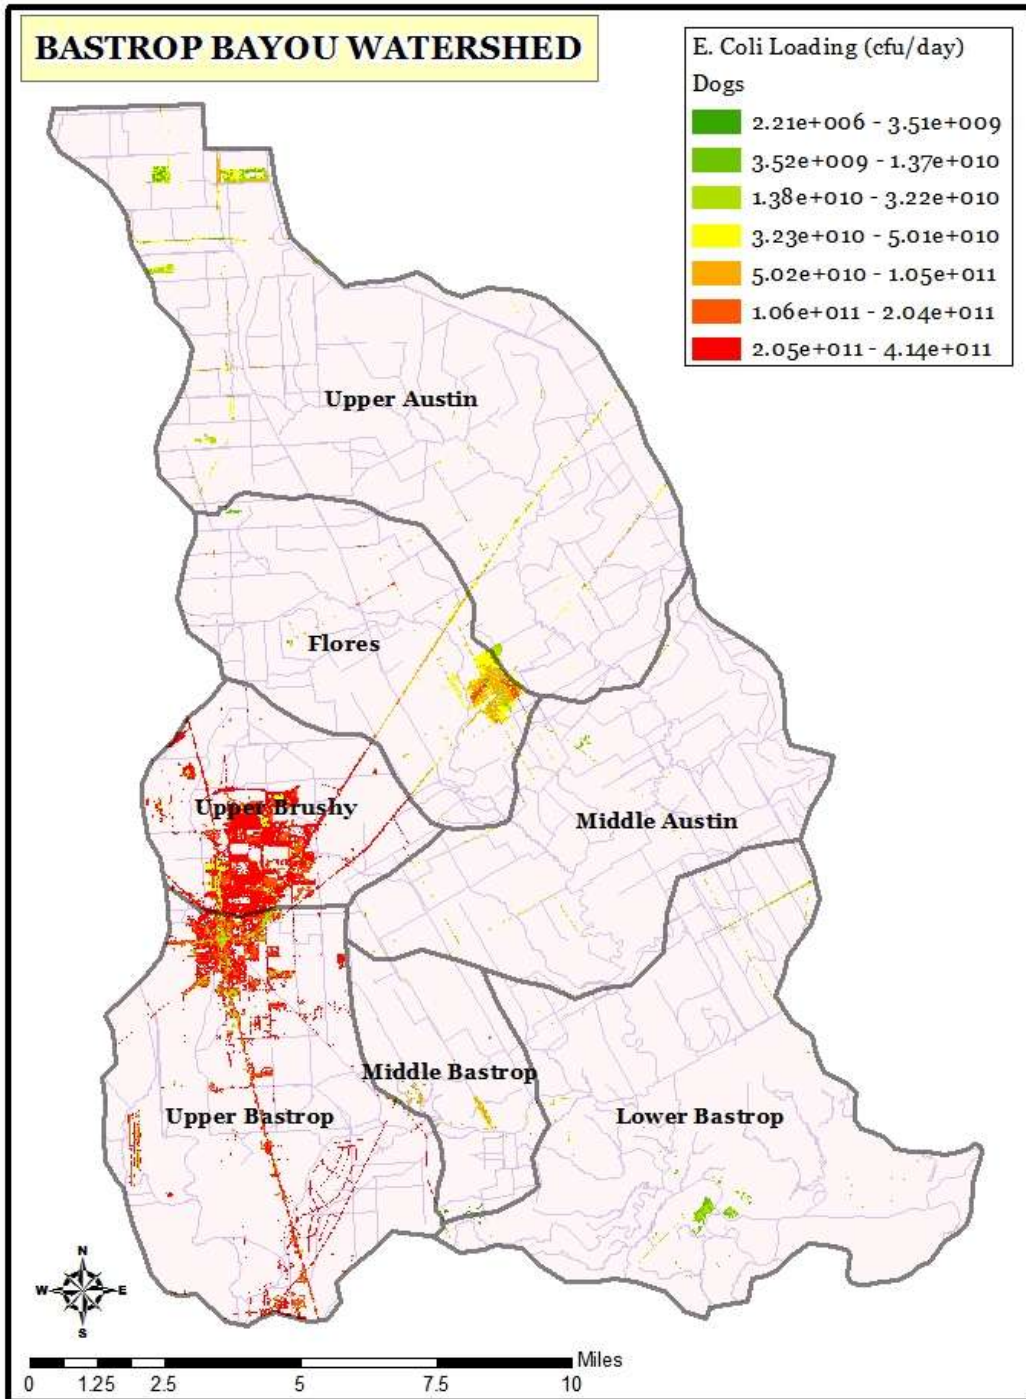 BASTROP BAYOU WATERSHED
E. Coli Loading (cfu/day)
Dogs
2.21e+006 - 3.51e+009
3.52e+009 - 1.37e+010
1.38e+010 - 3.22e+010
3.23e+010 - 5.01e+010
5.02e+010 - 1.05e+011
1.06e+011 - 2.04e+011
2.05e+011 - 4.14e+011
Upper Austin
Flores
Upper Brushy
Middle Austin
Middle Bastrop
Upper Bastrop
Lower Bastrop
N
W E
S
Miles
0 1.25 2.5 5 7.5 10